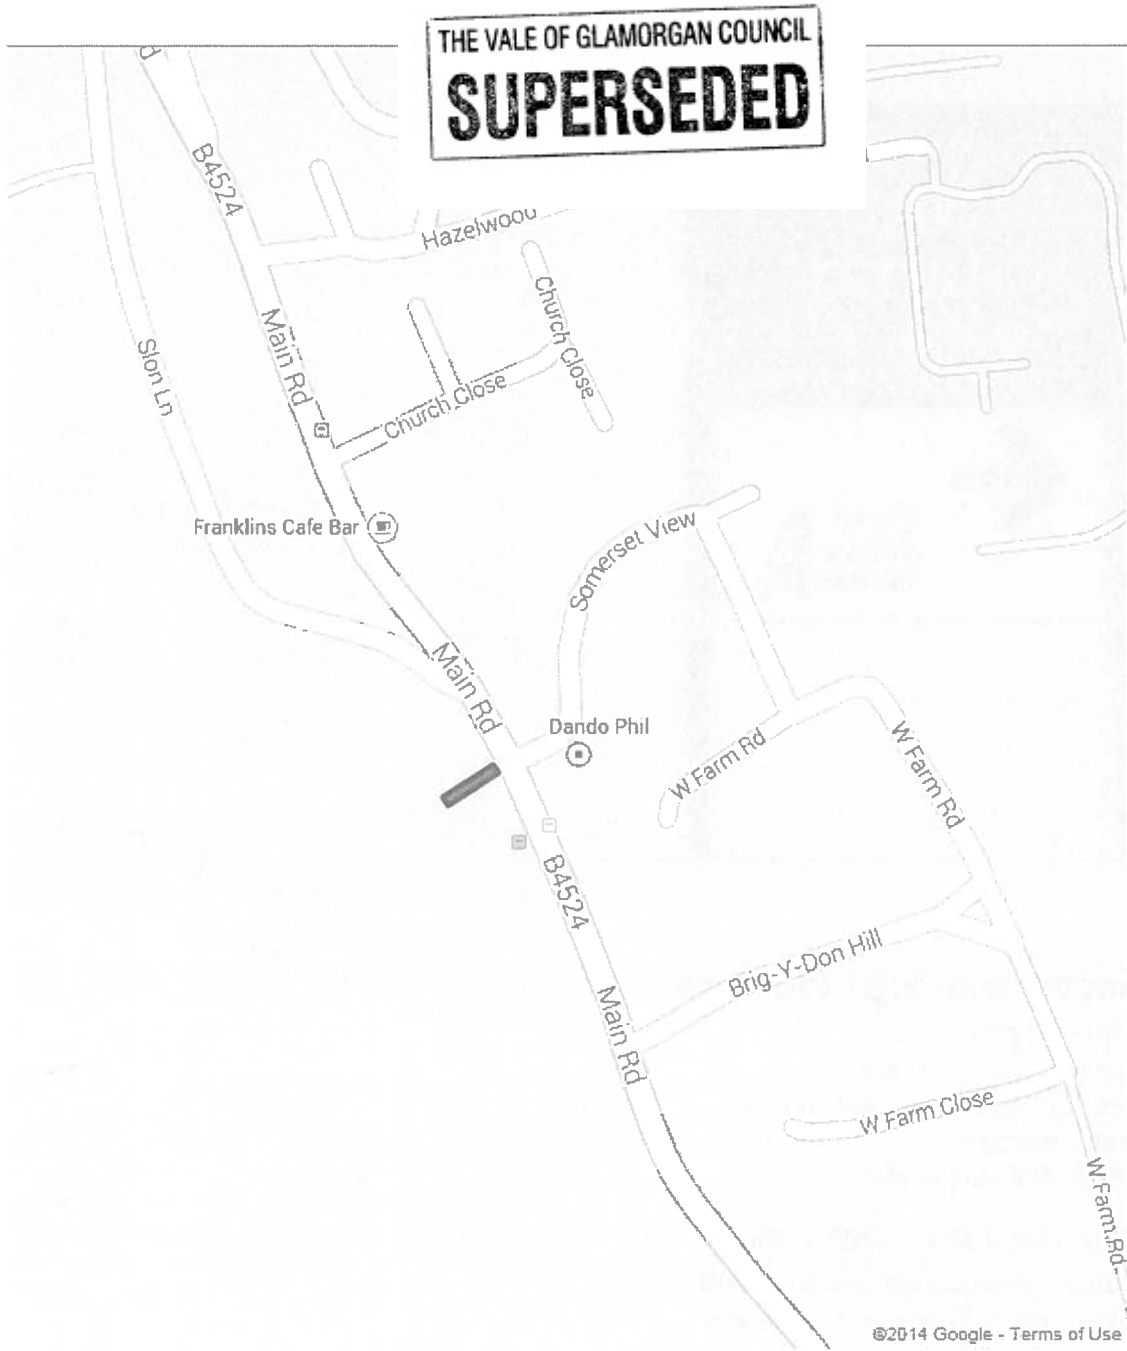 THE VALE OF GLAMORGAN COUNCIL
SUPERSEDED
B4524
Hazelwood
Church Close
Main Rd
Slon Ln
Church Close
Franklins Cafe Bar
Somerset View
Main Rd
Dando Phil
W Farm Rd
W Farm Rd
B4524
Brig-Y-Don Hill
Main Rd
W Farm Close
W Farm Rd
©2014 Google - Terms of Use